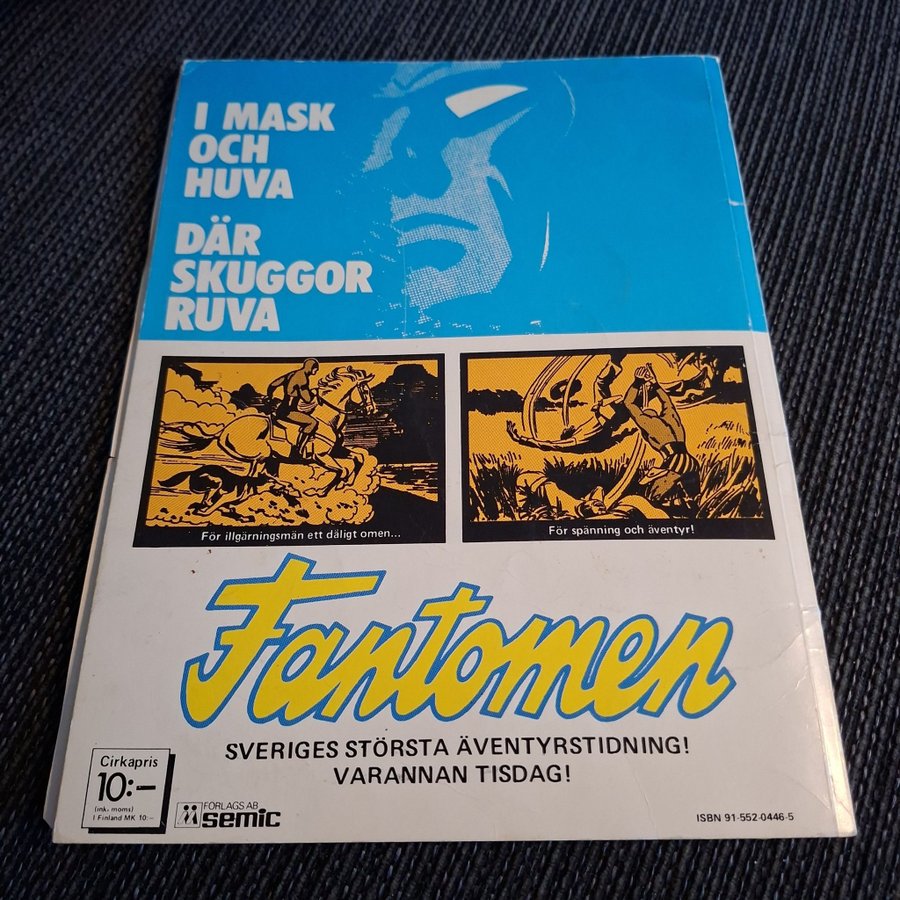 I MASK
OCH
HUVA
DÄR
SKUGGOR
RUVA
För illgärningsmän ett dåligt omen...
För spänning och äventyr!
Fantomen
SVERIGES STÖRSTA ÄVENTYRSTIDNING!
VARANNAN TISDAG!
Cirkapris
10:–
(ink. moms)
I Finland MK 10:–
FÖRLAGS AB
semic
ISBN 91-552-0446-5